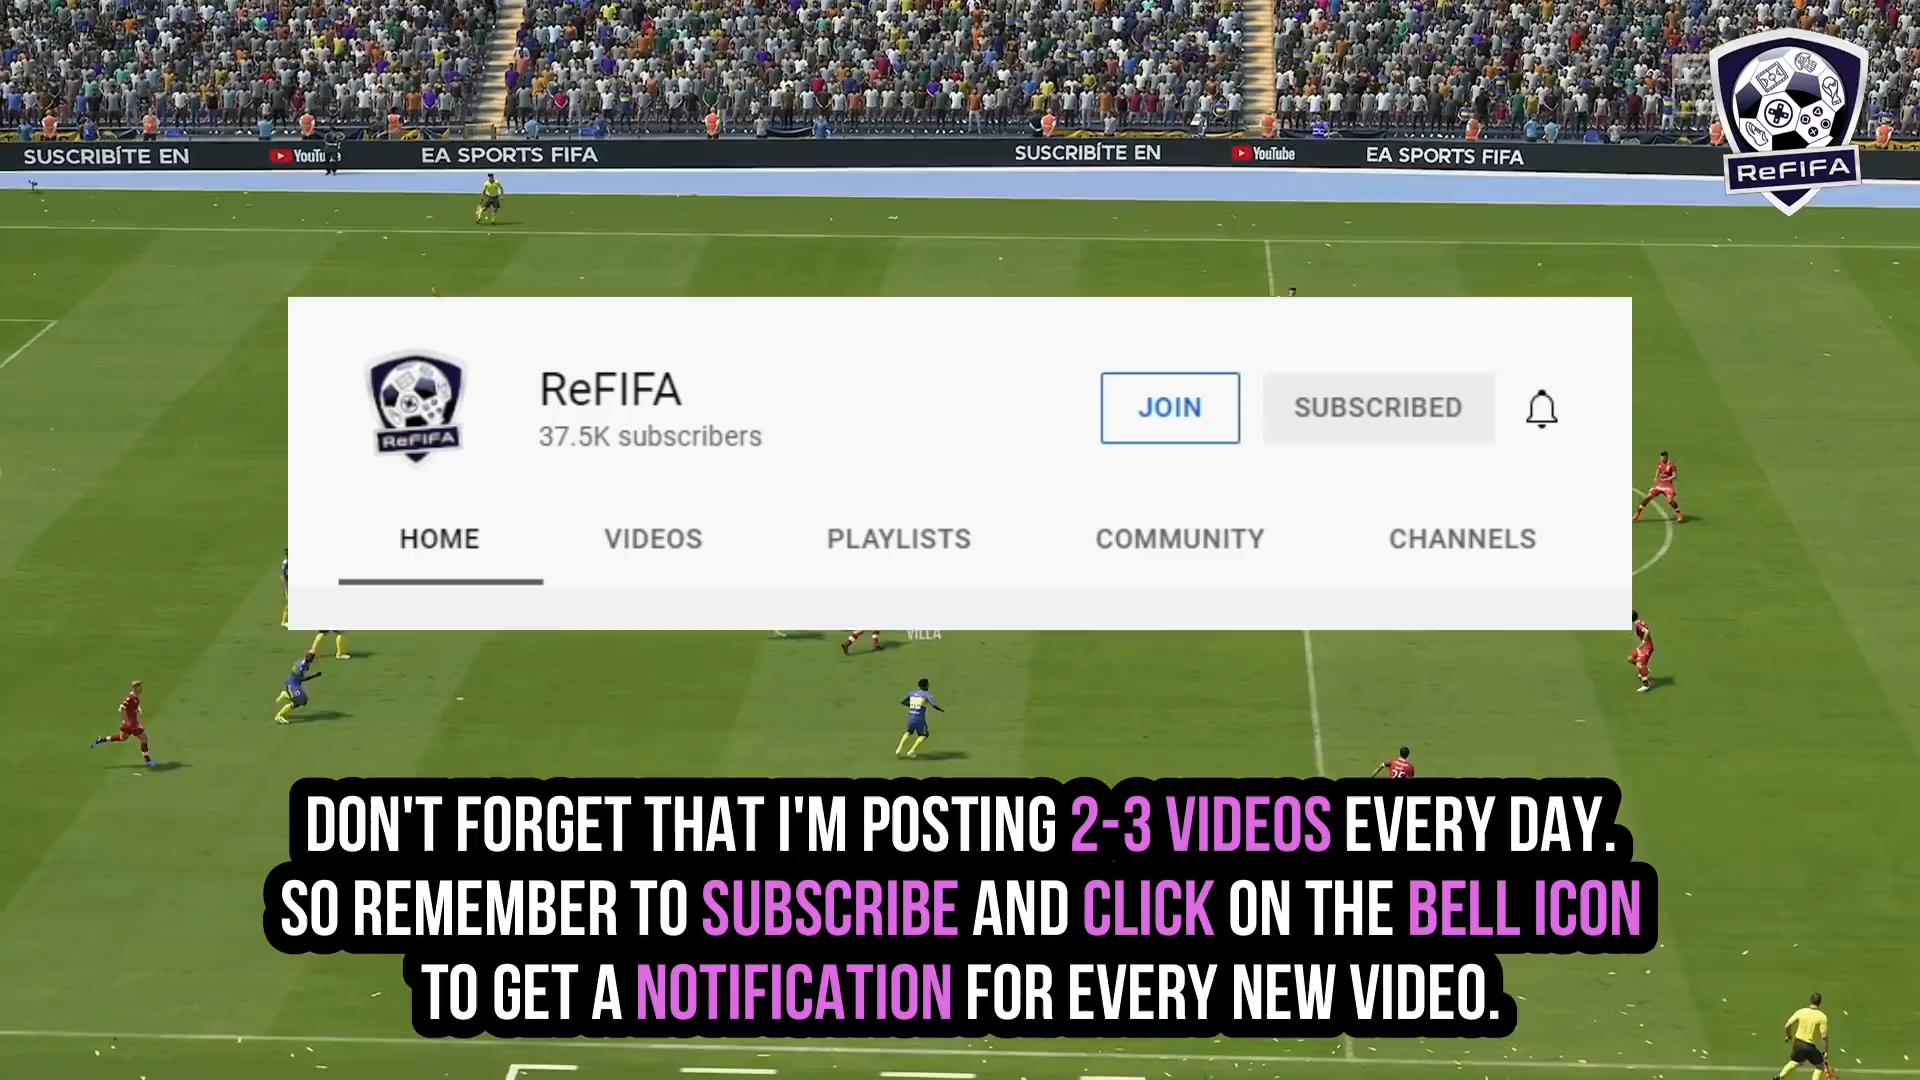 SUSCRIBÍTE EN
YouTube
EA SPORTS FIFA
SUSCRIBÍTE EN
YouTube
EA SPORTS FIFA
ReFIFA
ReFIFA
ReFIFA
37.5K subscribers
JOIN
SUBSCRIBED
HOME
VIDEOS
PLAYLISTS
COMMUNITY
CHANNELS
VILLA
DON'T FORGET THAT I'M POSTING 2-3 VIDEOS EVERY DAY.
SO REMEMBER TO SUBSCRIBE AND CLICK ON THE BELL ICON
TO GET A NOTIFICATION FOR EVERY NEW VIDEO.